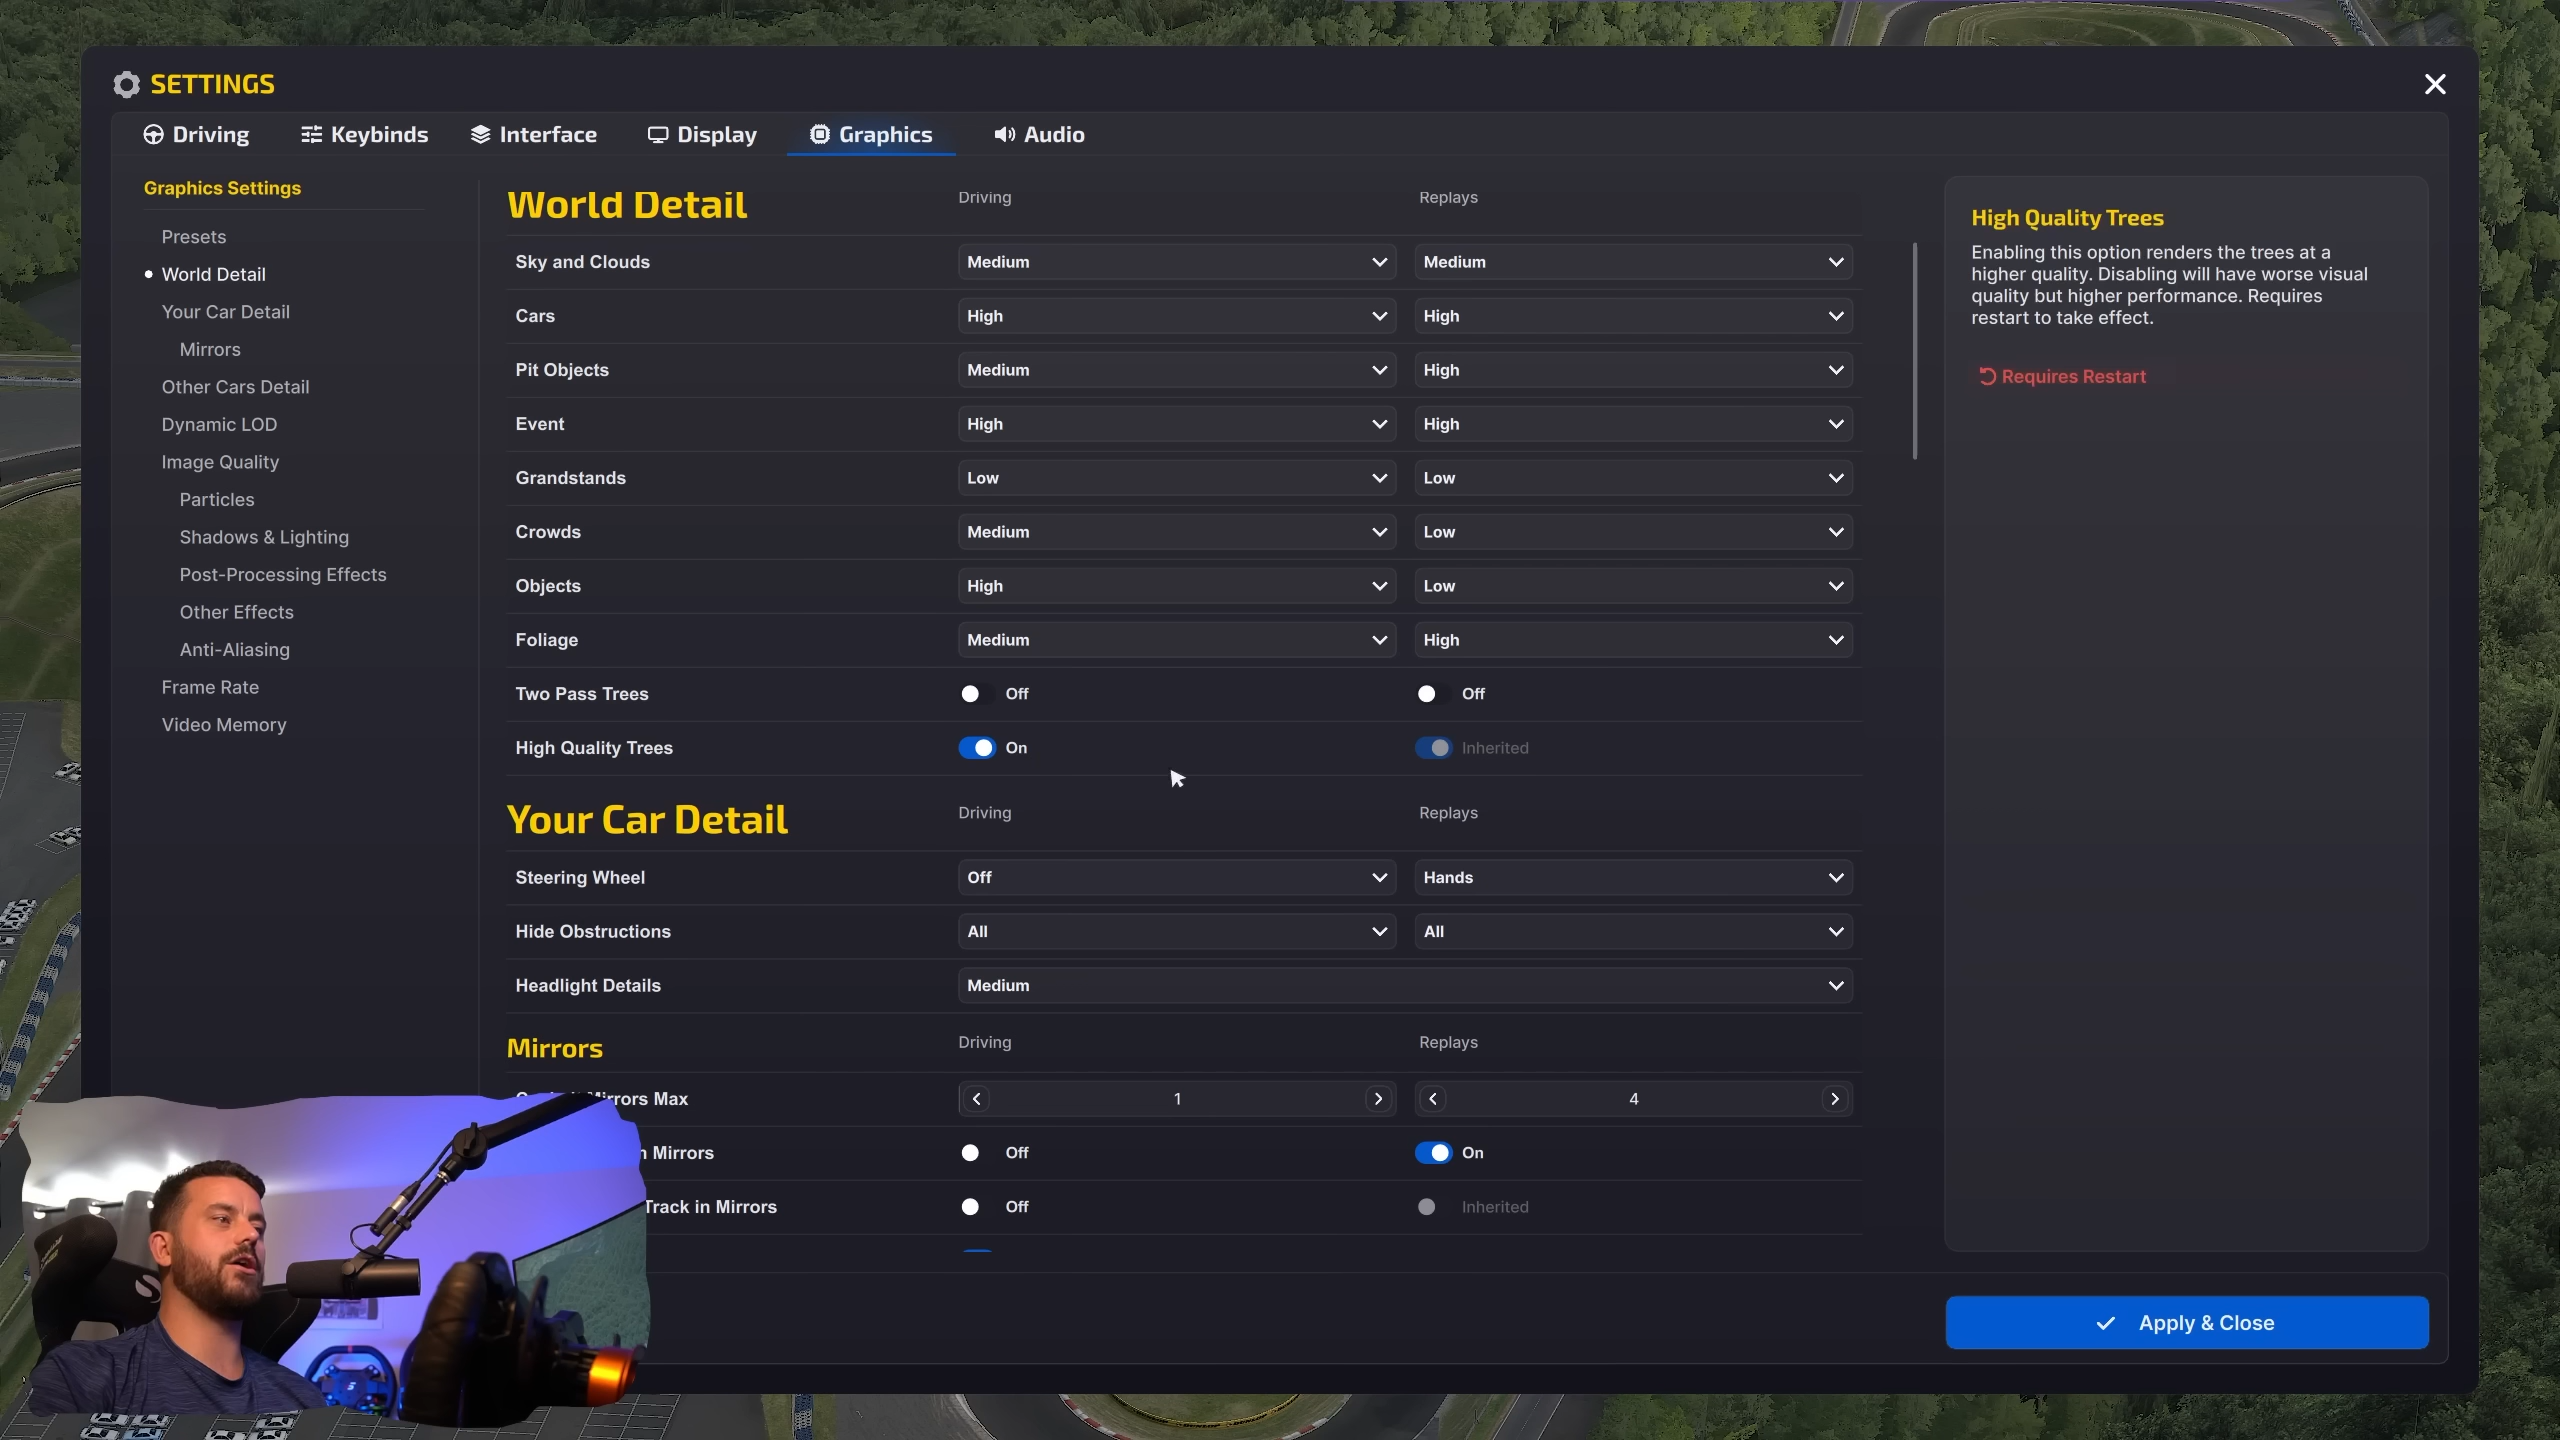 SETTINGS
Driving
Keybinds
Interface
Display
Graphics
Audio
Graphics Settings
Presets
World Detail
Your Car Detail
Mirrors
Other Cars Detail
Dynamic LOD
Image Quality
Particles
Shadows & Lighting
Post-Processing Effects
Other Effects
Anti-Aliasing
Frame Rate
Video Memory
World Detail Driving Replays
Sky and Clouds Medium Medium
Cars High High
Pit Objects Medium High
Event High High
Grandstands Low Low
Crowds Medium Low
Objects High Low
Foliage Medium High
Two Pass Trees Off Off
High Quality Trees On Inherited
Your Car Detail Driving Replays
Steering Wheel Off Hands
Hide Obstructions All All
Headlight Details Medium
Mirrors Driving Replays
Mirrors Max 1 4
Mirrors Off On
Track in Mirrors Off Inherited
High Quality Trees
Enabling this option renders the trees at a
higher quality. Disabling will have worse visual
quality but higher performance. Requires
restart to take effect.
Requires Restart
Apply & Close